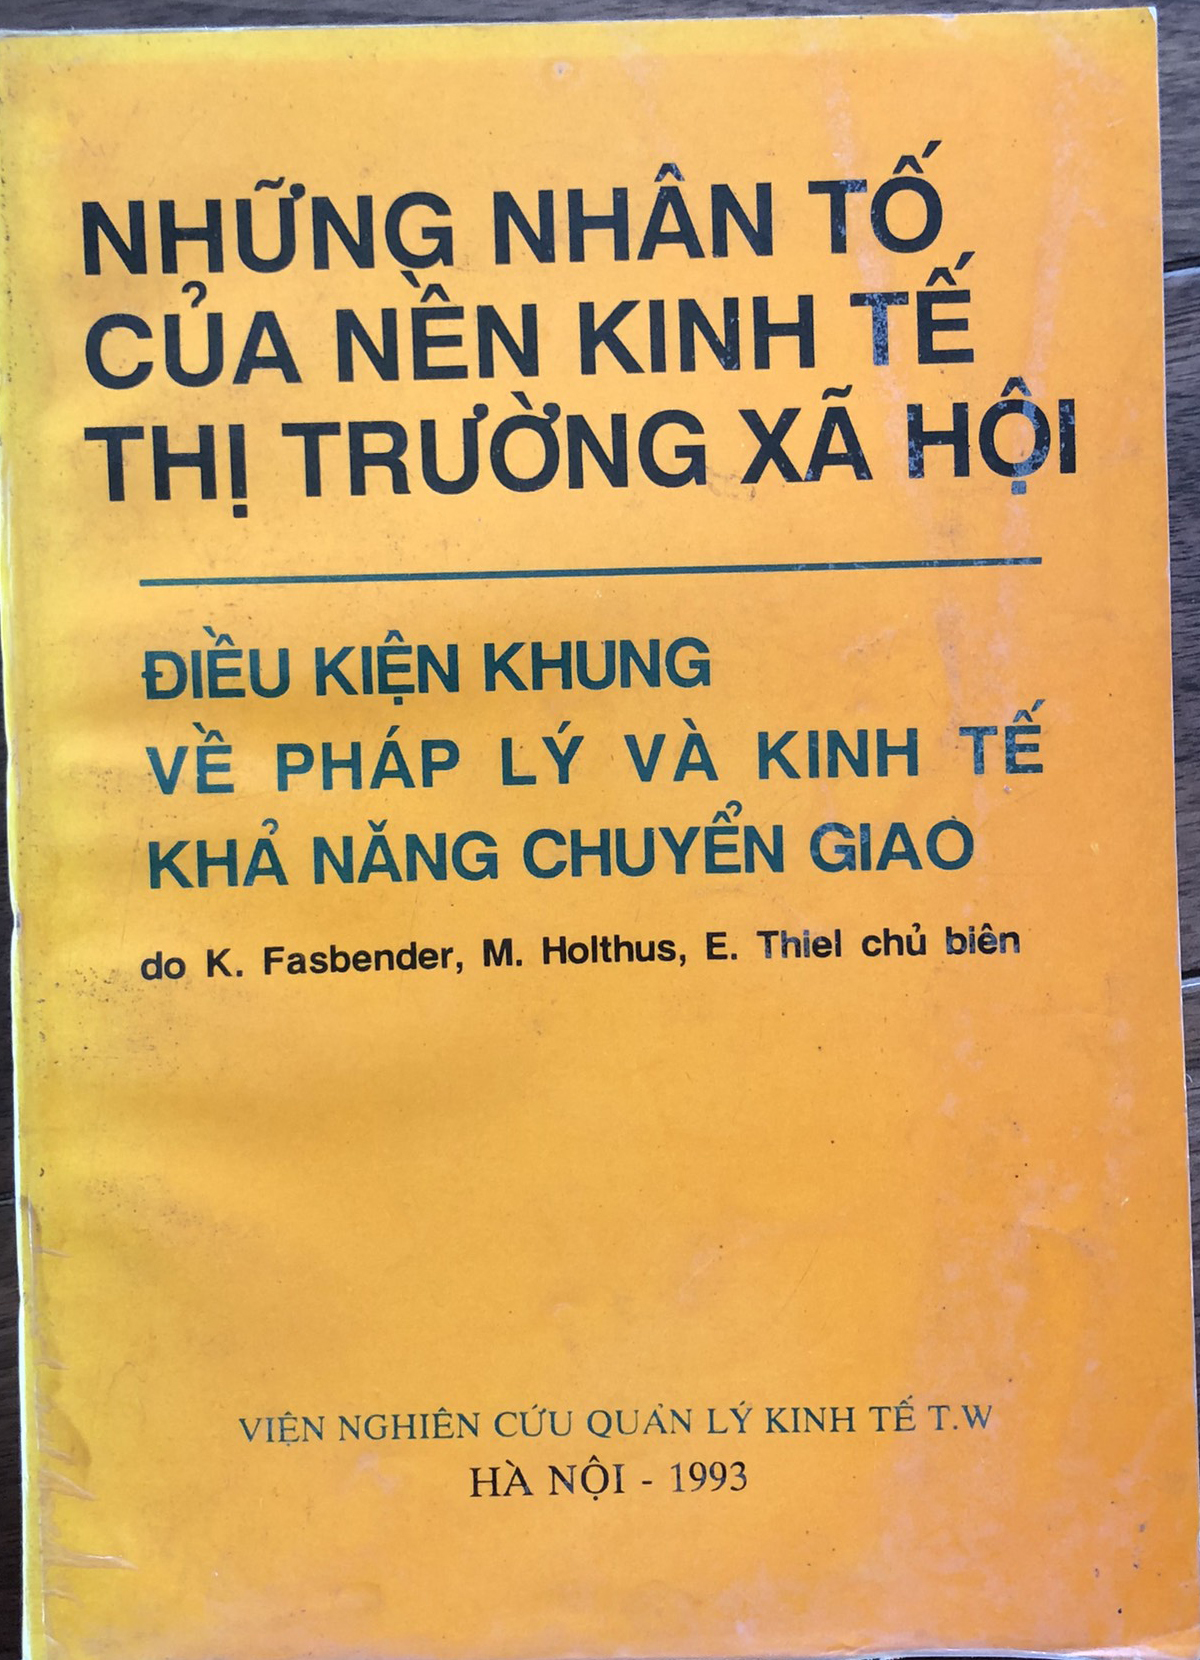 NHỮNG NHÂN TỐ
CỦA NỀN KINH TẾ
THỊ TRƯỜNG XÃ HỘI
ĐIỀU KIỆN KHUNG
VỀ PHÁP LÝ VÀ KINH TẾ
KHẢ NĂNG CHUYỂN GIAO
do K. Fasbender, M. Holthus, E. Thiel chủ biên
VIỆN NGHIÊN CỨU QUẢN LÝ KINH TẾ T.W
HÀ NỘI - 1993